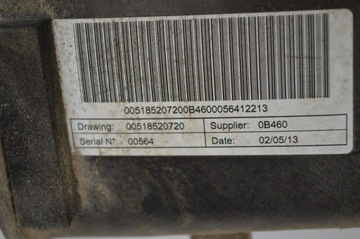 005185207200B4600056412213
Drawing: 00518520720 Supplier: 0B460
Serial N° 00564 Date: 02/05/13